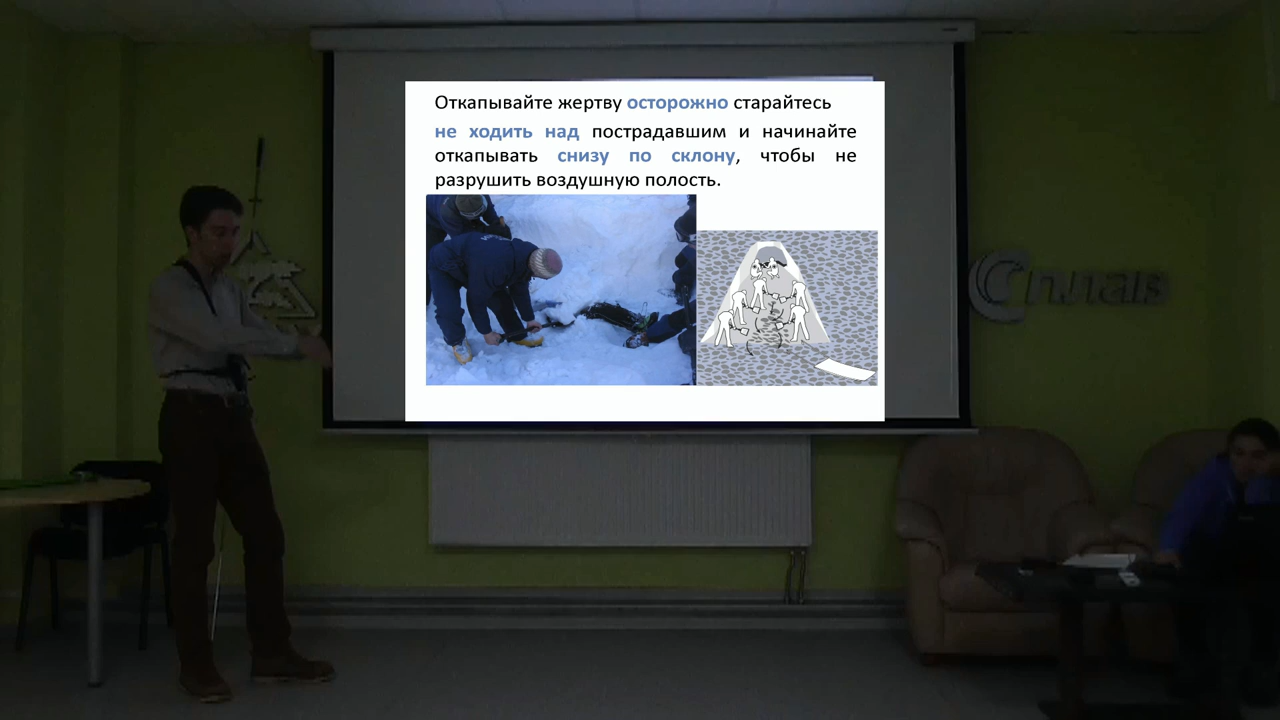 Откапывайте жертву осторожно старайтесь
не ходить над пострадавшим и начинайте
откапывать снизу по склону, чтобы не
разрушить воздушную полость.
Сплав